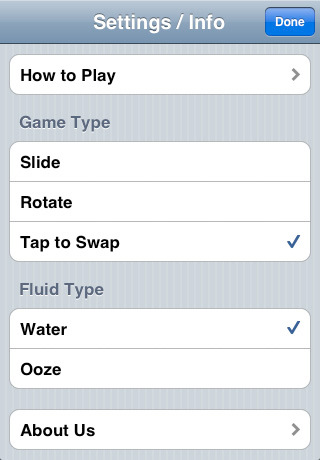 Settings / Info
Done
How to Play
Game Type
Slide
Rotate
Tap to Swap
Fluid Type
Water
Ooze
About Us